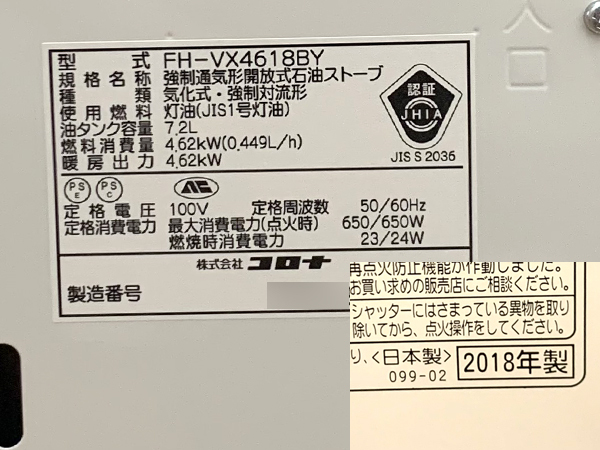 型 式 FH-VX4618BY
規格名称 強制通気形開放式石油ストーブ
種 類 気化式・強制対流形
使用燃料 灯油(JIS1号灯油)
油タンク容量 7.2L
燃料消費量 4.62kW(0.449L/h)
暖房出力 4.62kW
認証
JHIA
JIS S 2036
PS E PS C
定格電圧 100V 定格周波数 50/60Hz
定格消費電力 最大消費電力(点火時) 650/650W
燃焼時消費電力 23/24W
株式会社 コロナ
製造番号
再点火防止機能が作動しました。
お買い求めの販売店にご相談ください。
シャッターにはさまっている異物を取り
除いてから、点火操作をしてください。
り、<日本製> 2018年製
099-02